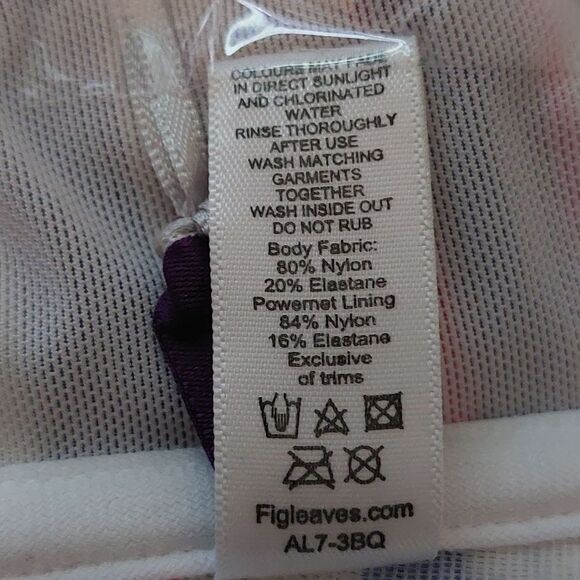 COLOURS MAY FADE
IN DIRECT SUNLIGHT
AND CHLORINATED
WATER
RINSE THOROUGHLY
AFTER USE
WASH MATCHING
GARMENTS
TOGETHER
WASH INSIDE OUT
DO NOT RUB
Body Fabric:
80% Nylon
20% Elastane
Powernet Lining
84% Nylon
16% Elastane
Exclusive
of trims
Figleaves.com
AL7-3BQ